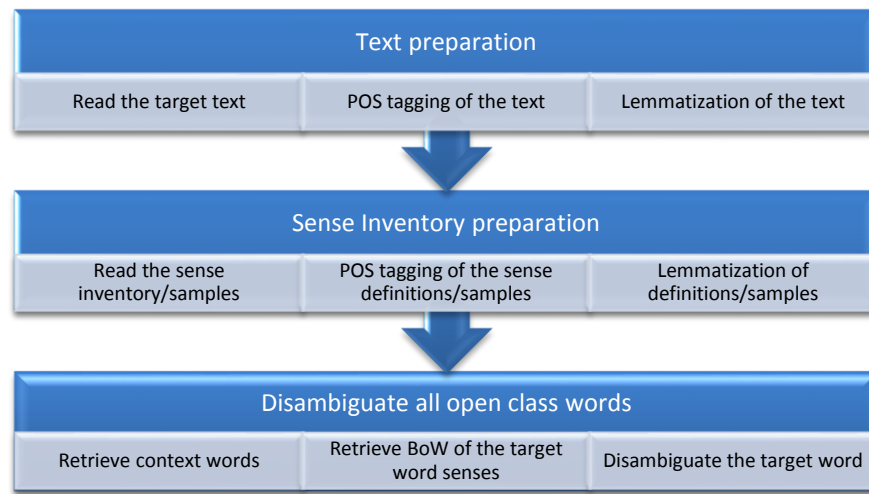 Text preparation
Read the target text
POS tagging of the text
Lemmatization of the text
Sense Inventory preparation
Read the sense
inventory/samples
POS tagging of the sense
definitions/samples
Lemmatization of
definitions/samples
Disambiguate all open class words
Retrieve context words
Retrieve BoW of the target
word senses
Disambiguate the target word